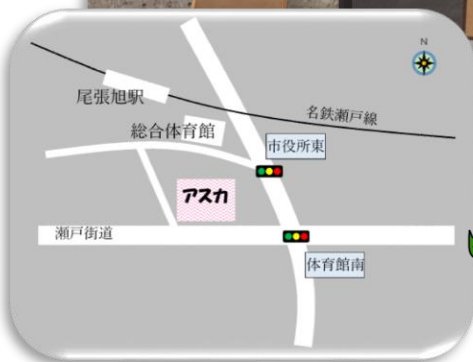 N
尾張旭駅
名鉄瀬戸線
総合体育館
市役所東
アスカ
瀬戸街道
体育館南